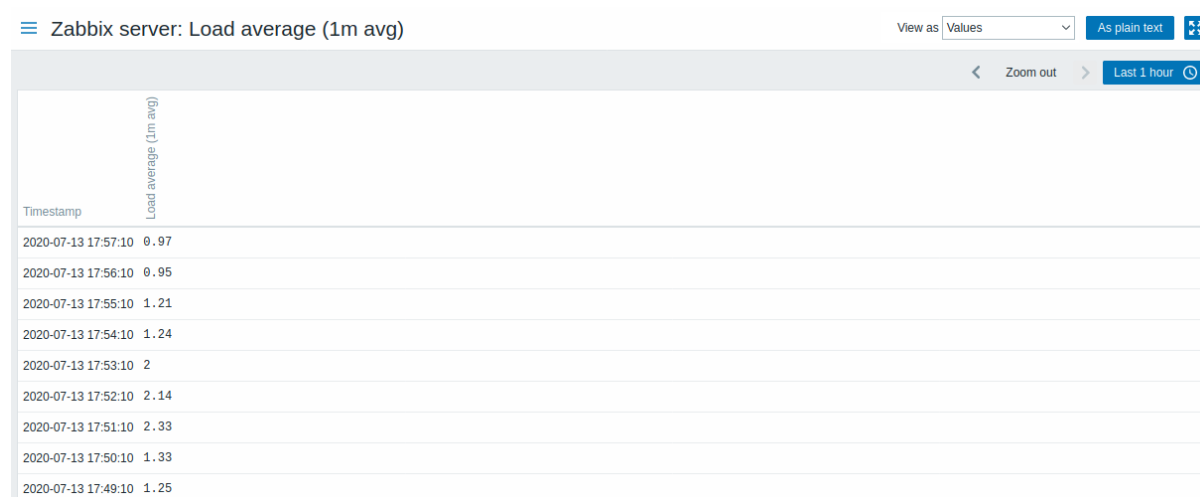 Zabbix server: Load average (1m avg)
View as Values As plain text
Zoom out Last 1 hour
Load average (1m avg)
Timestamp
2020-07-13 17:57:10 0.97
2020-07-13 17:56:10 0.95
2020-07-13 17:55:10 1.21
2020-07-13 17:54:10 1.24
2020-07-13 17:53:10 2
2020-07-13 17:52:10 2.14
2020-07-13 17:51:10 2.33
2020-07-13 17:50:10 1.33
2020-07-13 17:49:10 1.25